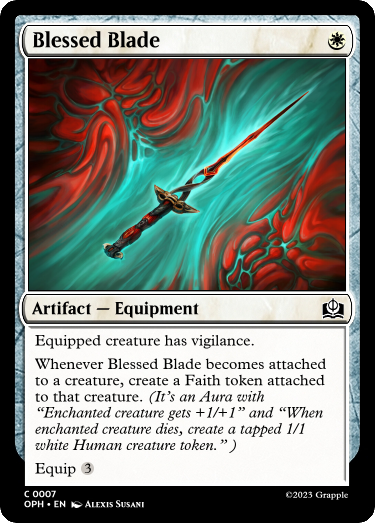 Blessed Blade
Artifact — Equipment
Equipped creature has vigilance.
Whenever Blessed Blade becomes attached
to a creature, create a Faith token attached
to that creature. (It's an Aura with
“Enchanted creature gets +1/+1” and “When
enchanted creature dies, create a tapped 1/1
white Human creature token.” )
Equip 3
C 0007
OPH • EN Alexis Susani
©2023 Grapple